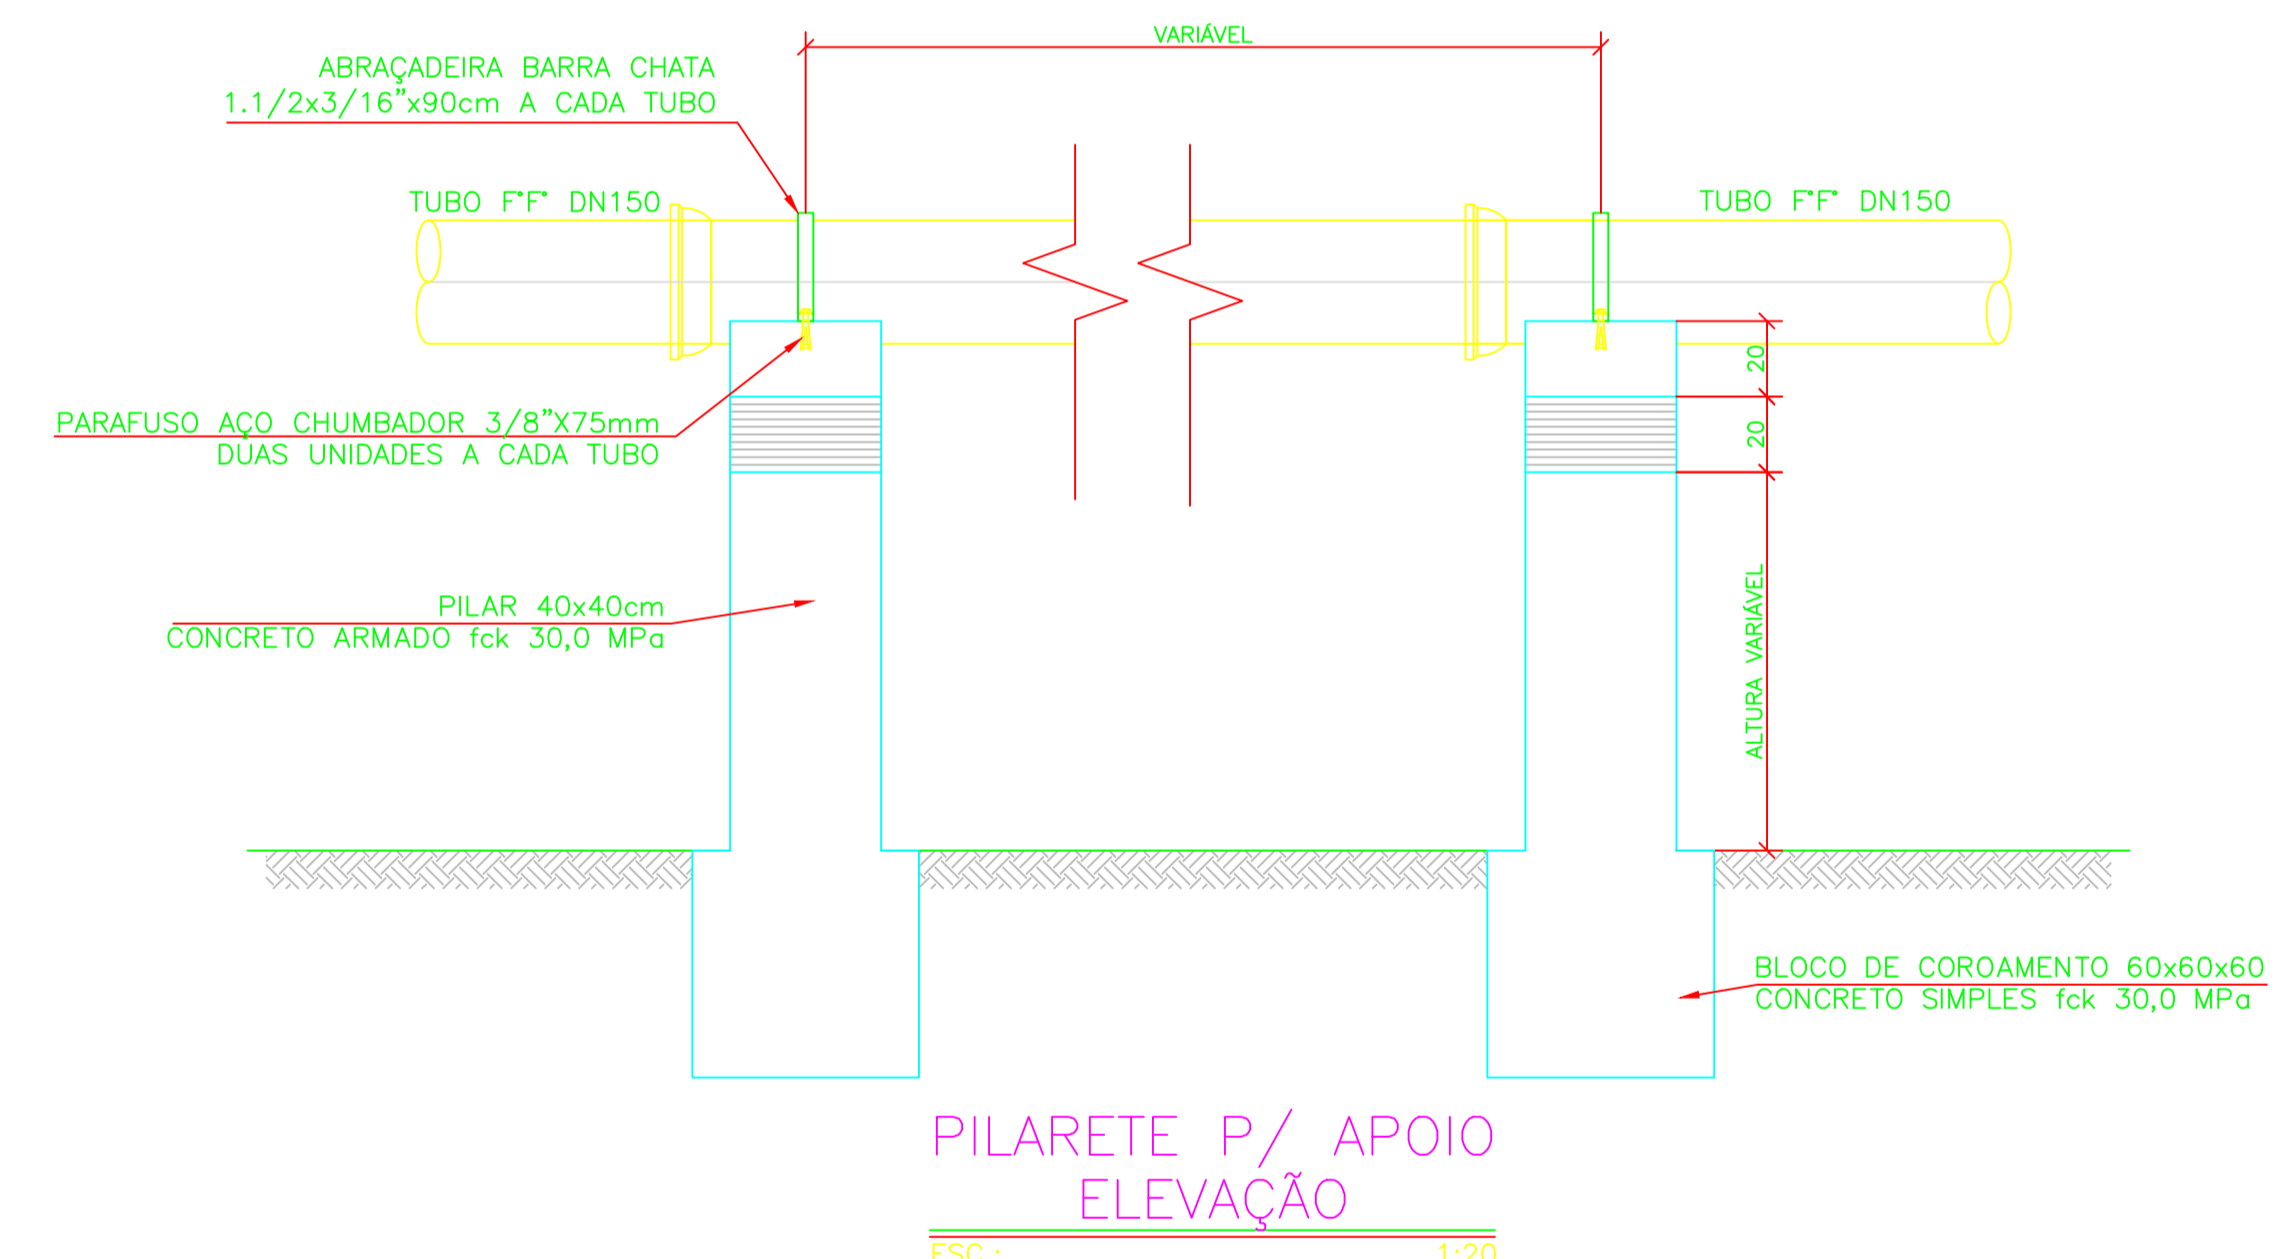 VARIÁVEL
ABRAÇADEIRA BARRA CHATA
1.1/2x3/16"x90cm A CADA TUBO
TUBO F°F° DN150
TUBO F°F° DN150
20
20
PARAFUSO AÇO CHUMBADOR 3/8"X75mm
DUAS UNIDADES A CADA TUBO
ALTURA VARIÁVEL
PILAR 40x40cm
CONCRETO ARMADO fck 30,0 MPa
BLOCO DE COROAMENTO 60x60x60
CONCRETO SIMPLES fck 30,0 MPa
PILARETE P/ APOIO
ELEVAÇÃO
ESC.: 1:20